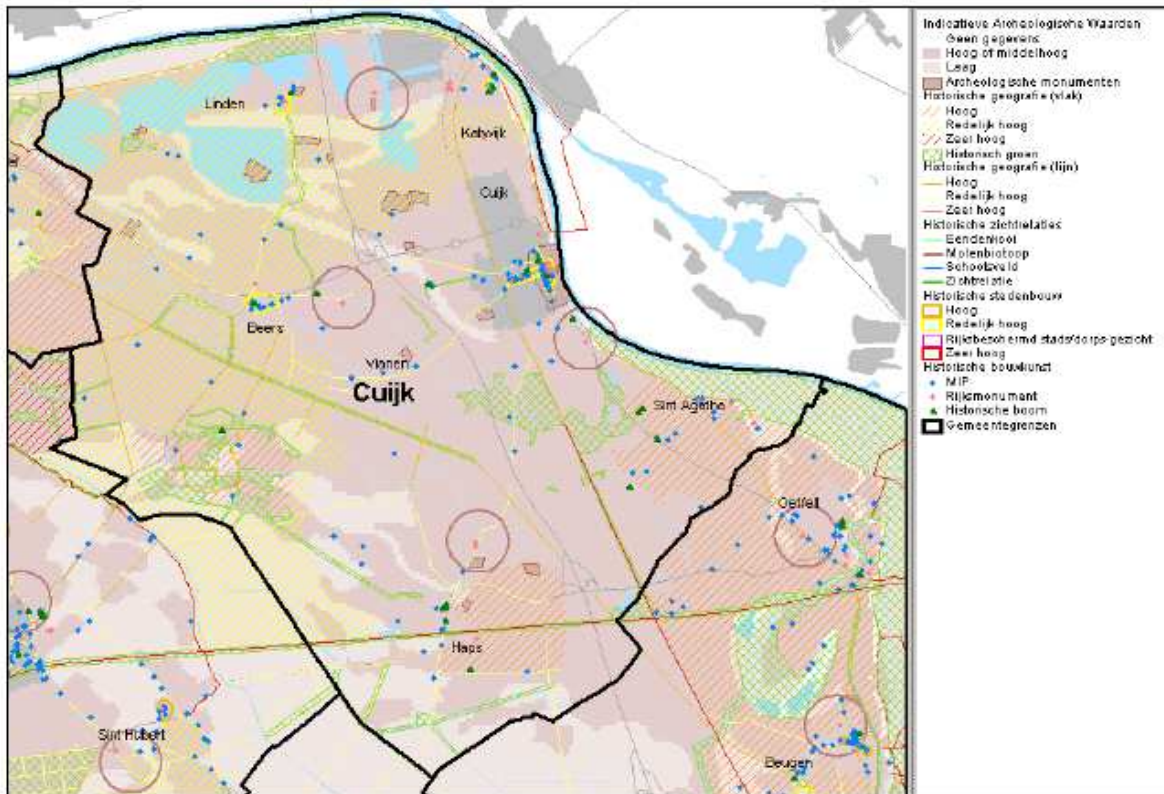 Linden
Katwijk
Cuijk
Beers
Vianen
Cuijk
Sint Agatha
Oeffelt
Haps
Sint Hubert
Beugen
Indicatieve Archeologische Waarden
Geen gegevens
Hoog of middelhoog
Laag
Archeologische monumenten
Historische geografie (vlak)
Hoog
Redelijk hoog
Zeer hoog
Historisch groen
Historische geografie (lijn)
Hoog
Redelijk hoog
Zeer hoog
Historische zichtrelaties
Eendenkooi
Molenbiotoop
Schootsveld
Zichtrelatie
Historische stedenbouw
Hoog
Redelijk hoog
Rijksbeschermd stads/dorps-gezicht
Zeer hoog
Historische bouwkunst
MIP
Rijksmonument
Historische boom
Gemeentegrenzen